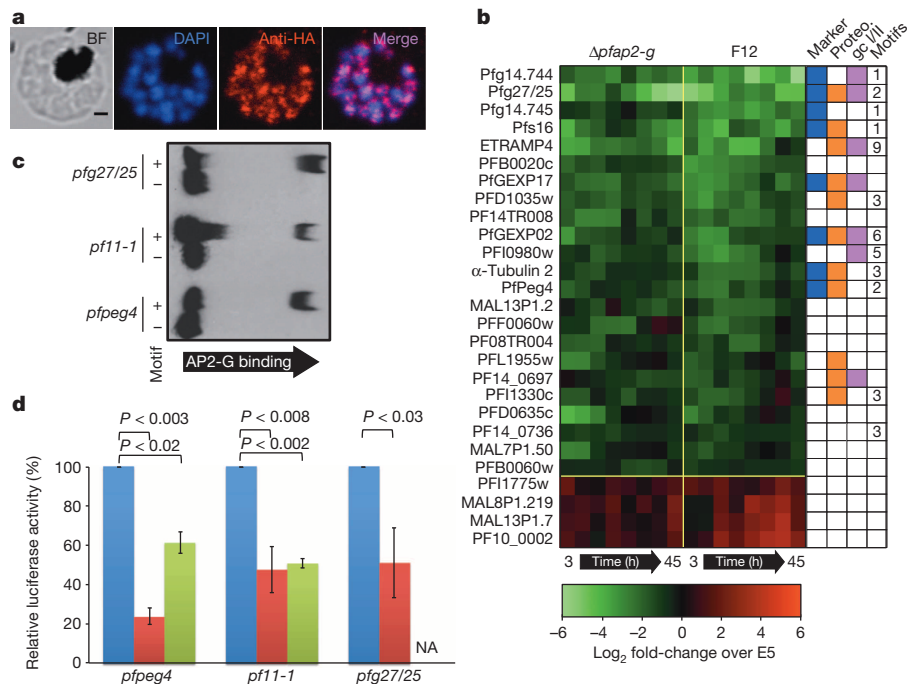 a
BF
DAPI
Anti-HA
Merge
c
pfg27/25
+
–
pf11-1
+
–
pfpeg4
+
–
Motif
AP2-G binding
d
Relative luciferase activity (%)
P < 0.003
P < 0.02
P < 0.008
P < 0.002
P < 0.03
100
80
60
40
20
0
NA
pfpeg4
pf11-1
pfg27/25
b
Δpfap2-g
F12
Marker
Proteo.
gc I/II
Motifs
Pfg14.744 1
Pfg27/25 2
Pfg14.745 1
Pfs16 1
ETRAMP4 9
PFB0020c
PfGEXP17
PFD1035w 3
PF14TR008
PfGEXP02 6
PFI0980w 5
α-Tubulin 2 3
PfPeg4 2
MAL13P1.2
PFF0060w
PF08TR004
PFL1955w
PF14_0697
PFI1330c 3
PFD0635c
PF14_0736 3
MAL7P1.50
PFB0060w
PFI1775w
MAL8P1.219
MAL13P1.7
PF10_0002
3 Time (h) 45 3 Time (h) 45
–6 –4 –2 0 2 4 6
Log2 fold-change over E5